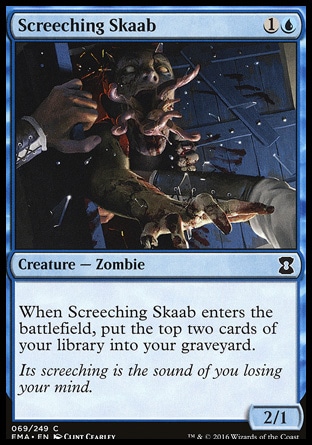 Screeching Skaab 1
Creature — Zombie
When Screeching Skaab enters the
battlefield, put the top two cards of
your library into your graveyard.
Its screeching is the sound of you losing
your mind.
069/249 C
EMA • EN Clint Cearley
2/1
™ & © 2016 Wizards of the Coast